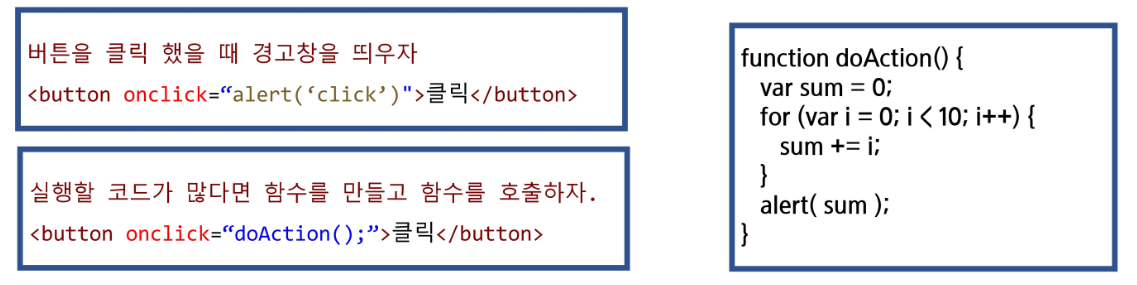 버튼을 클릭 했을 때 경고창을 띄우자
<button onclick=“alert(‘click’)">클릭</button>
실행할 코드가 많다면 함수를 만들고 함수를 호출하자.
<button onclick=“doAction();”>클릭</button>
function doAction() {
var sum = 0;
for (var i = 0; i < 10; i++) {
sum += i;
}
alert( sum );
}